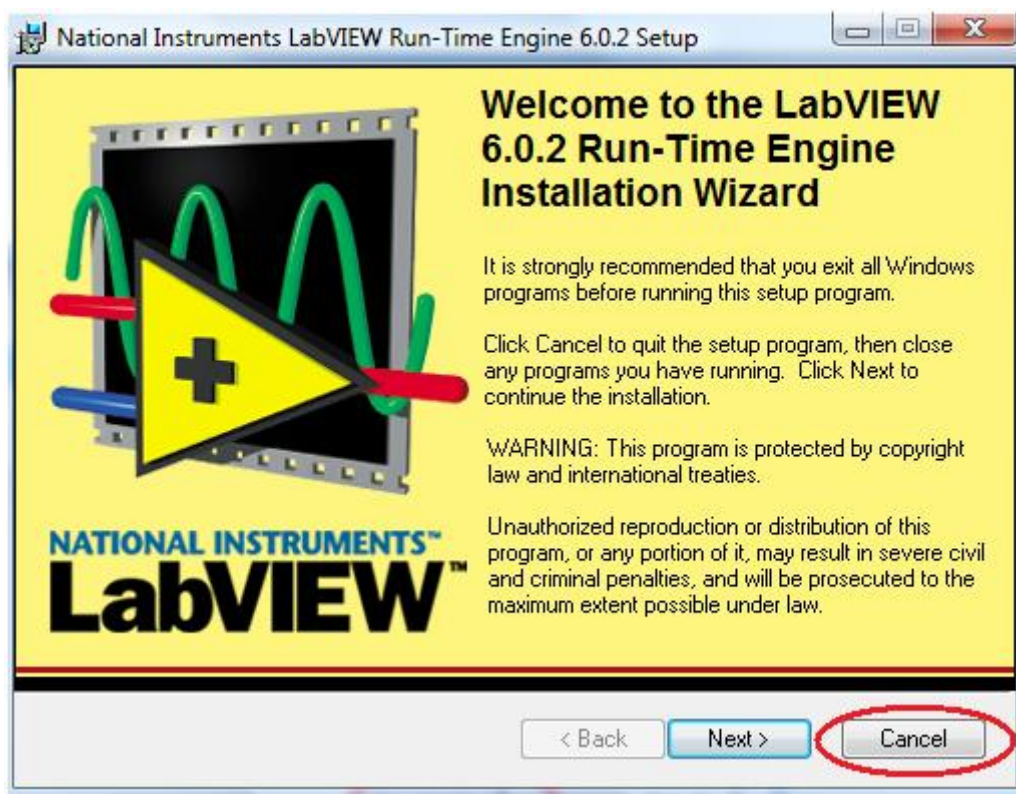 National Instruments LabVIEW Run-Time Engine 6.0.2 Setup
Welcome to the LabVIEW
6.0.2 Run-Time Engine
Installation Wizard
It is strongly recommended that you exit all Windows
programs before running this setup program.
Click Cancel to quit the setup program, then close
any programs you have running. Click Next to
continue the installation.
WARNING: This program is protected by copyright
law and international treaties.
Unauthorized reproduction or distribution of this
program, or any portion of it, may result in severe civil
and criminal penalties, and will be prosecuted to the
maximum extent possible under law.
NATIONAL INSTRUMENTS™
LabVIEW™
< Back
Next >
Cancel